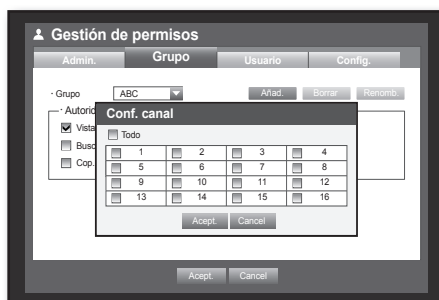 Gestión de permisos
Admin. Grupo Usuario Config.
· Grupo ABC Añad. Borrar Renomb.
· Autorid
Vista
Conf. canal
Busc
Todo
Cop.
1 2 3 4
5 6 7 8
9 10 11 12
13 14 15 16
Acept. Cancel
Acept. Cancel